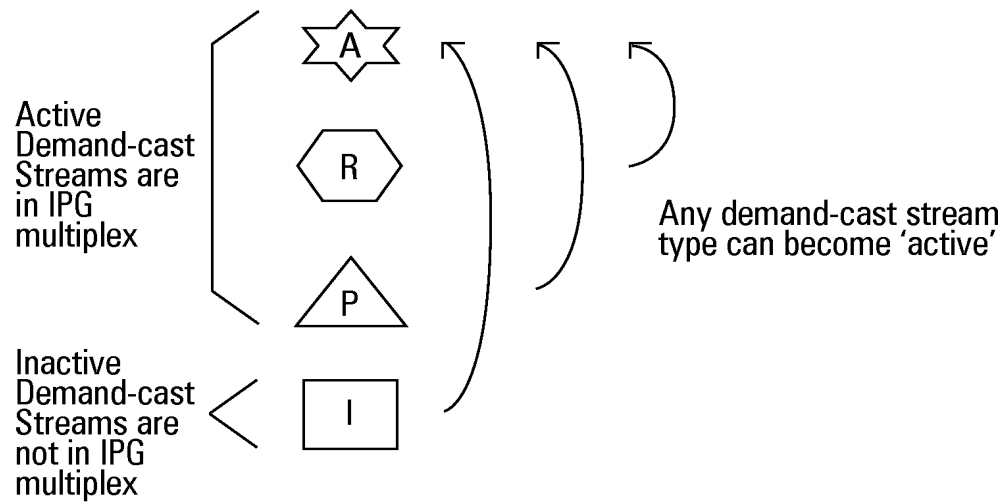 A
Active
Demand-cast
Streams are
in IPG
multiplex
R
Any demand-cast stream
type can become ‘active’
P
Inactive
Demand-cast
Streams are
not in IPG
multiplex
I